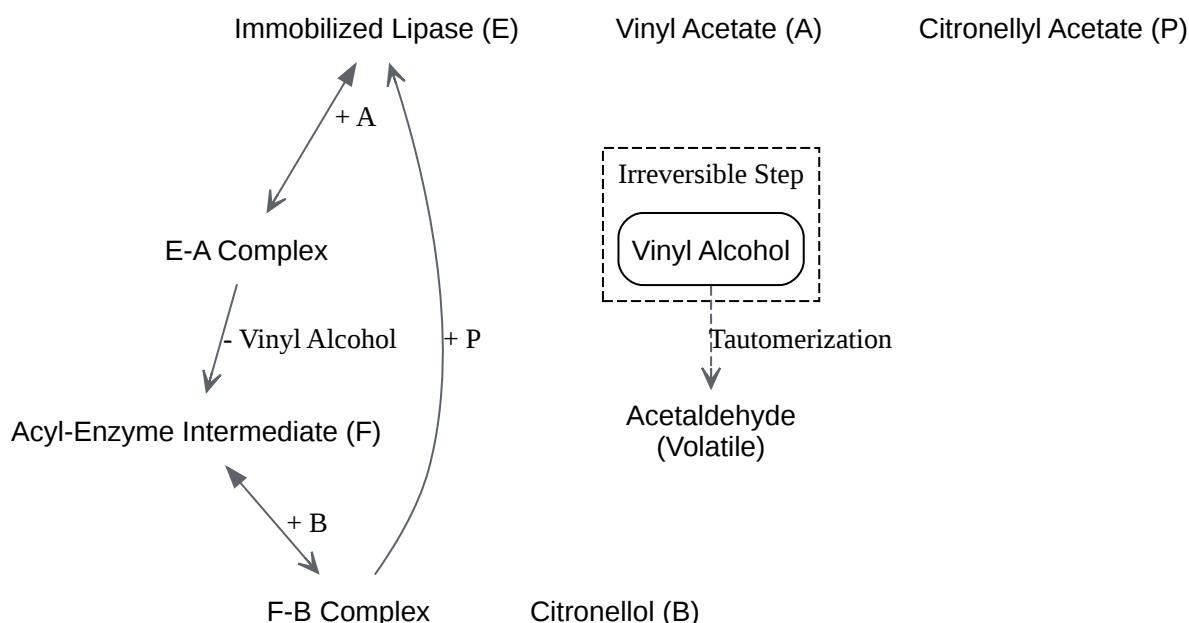 Immobilized Lipase (E)
Vinyl Acetate (A)
Citronellyl Acetate (P)
+ A
Irreversible Step
E-A Complex
Vinyl Alcohol
- Vinyl Alcohol
+ P
Tautomerization
Acyl-Enzyme Intermediate (F)
Acetaldehyde
(Volatile)
+ B
F-B Complex
Citronellol (B)